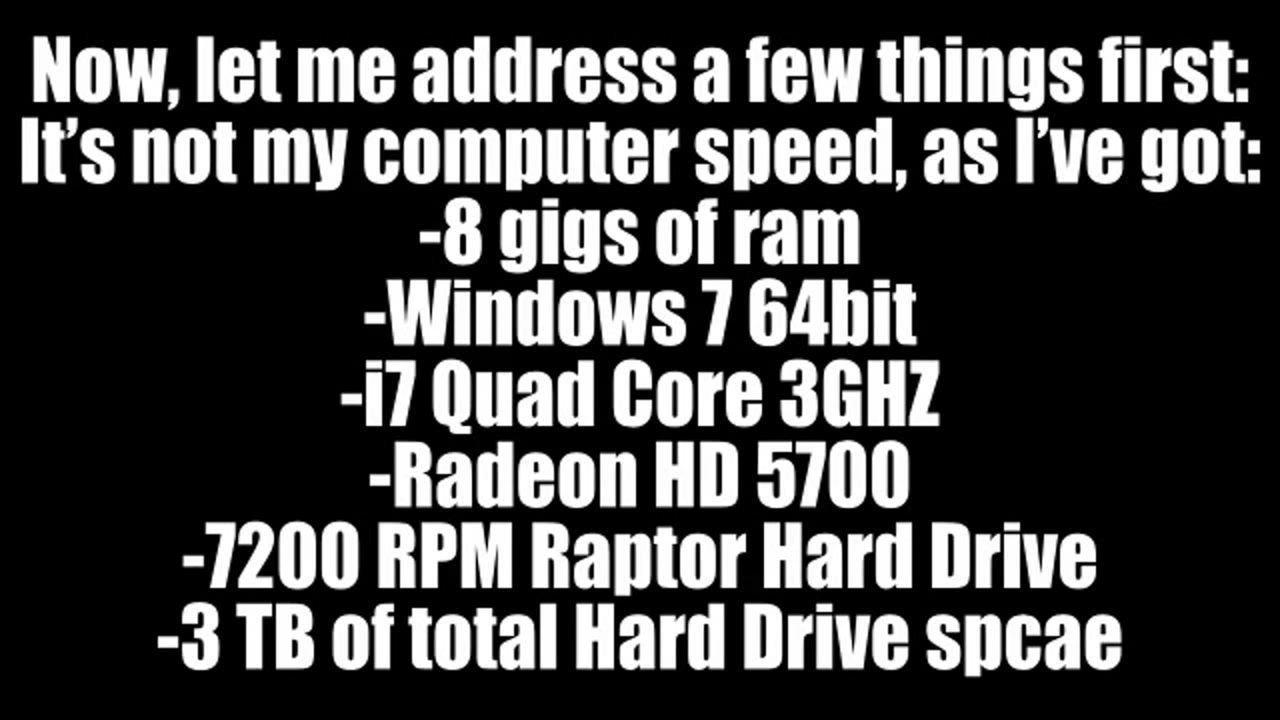 Now, let me address a few things first:
It’s not my computer speed, as I’ve got:
-8 gigs of ram
-Windows 7 64bit
-i7 Quad Core 3GHZ
-Radeon HD 5700
-7200 RPM Raptor Hard Drive
-3 TB of total Hard Drive spcae